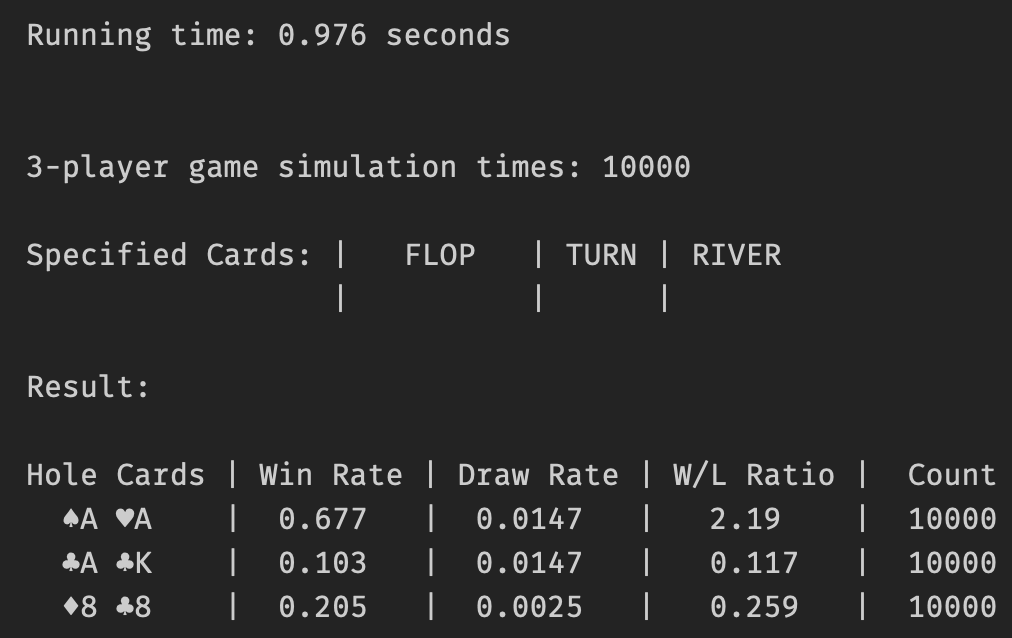 Running time: 0.976 seconds
3-player game simulation times: 10000
Specified Cards: |   FLOP   | TURN | RIVER
                 |          |      |
Result:
Hole Cards | Win Rate | Draw Rate | W/L Ratio |  Count
  ♠A ♥A    |  0.677   |  0.0147   |   2.19    |  10000
  ♣A ♣K    |  0.103   |  0.0147   |   0.117   |  10000
  ♦8 ♣8    |  0.205   |  0.0025   |   0.259   |  10000